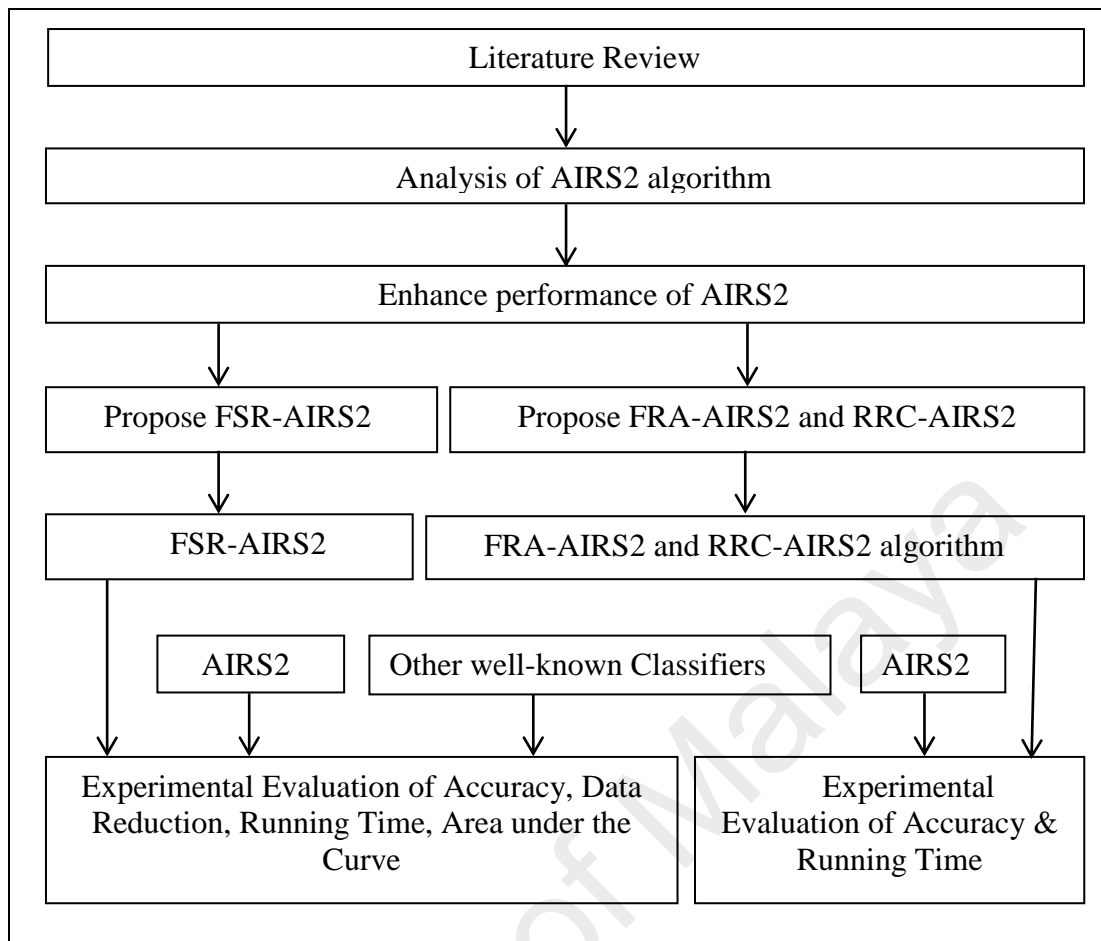 Literature Review
Analysis of AIRS2 algorithm
Enhance performance of AIRS2
Propose FSR-AIRS2
Propose FRA-AIRS2 and RRC-AIRS2
FSR-AIRS2
FRA-AIRS2 and RRC-AIRS2 algorithm
AIRS2
Other well-known Classifiers
AIRS2
Experimental Evaluation of Accuracy, Data
Reduction, Running Time, Area under the
Curve
Experimental
Evaluation of Accuracy &
Running Time
of Malaya